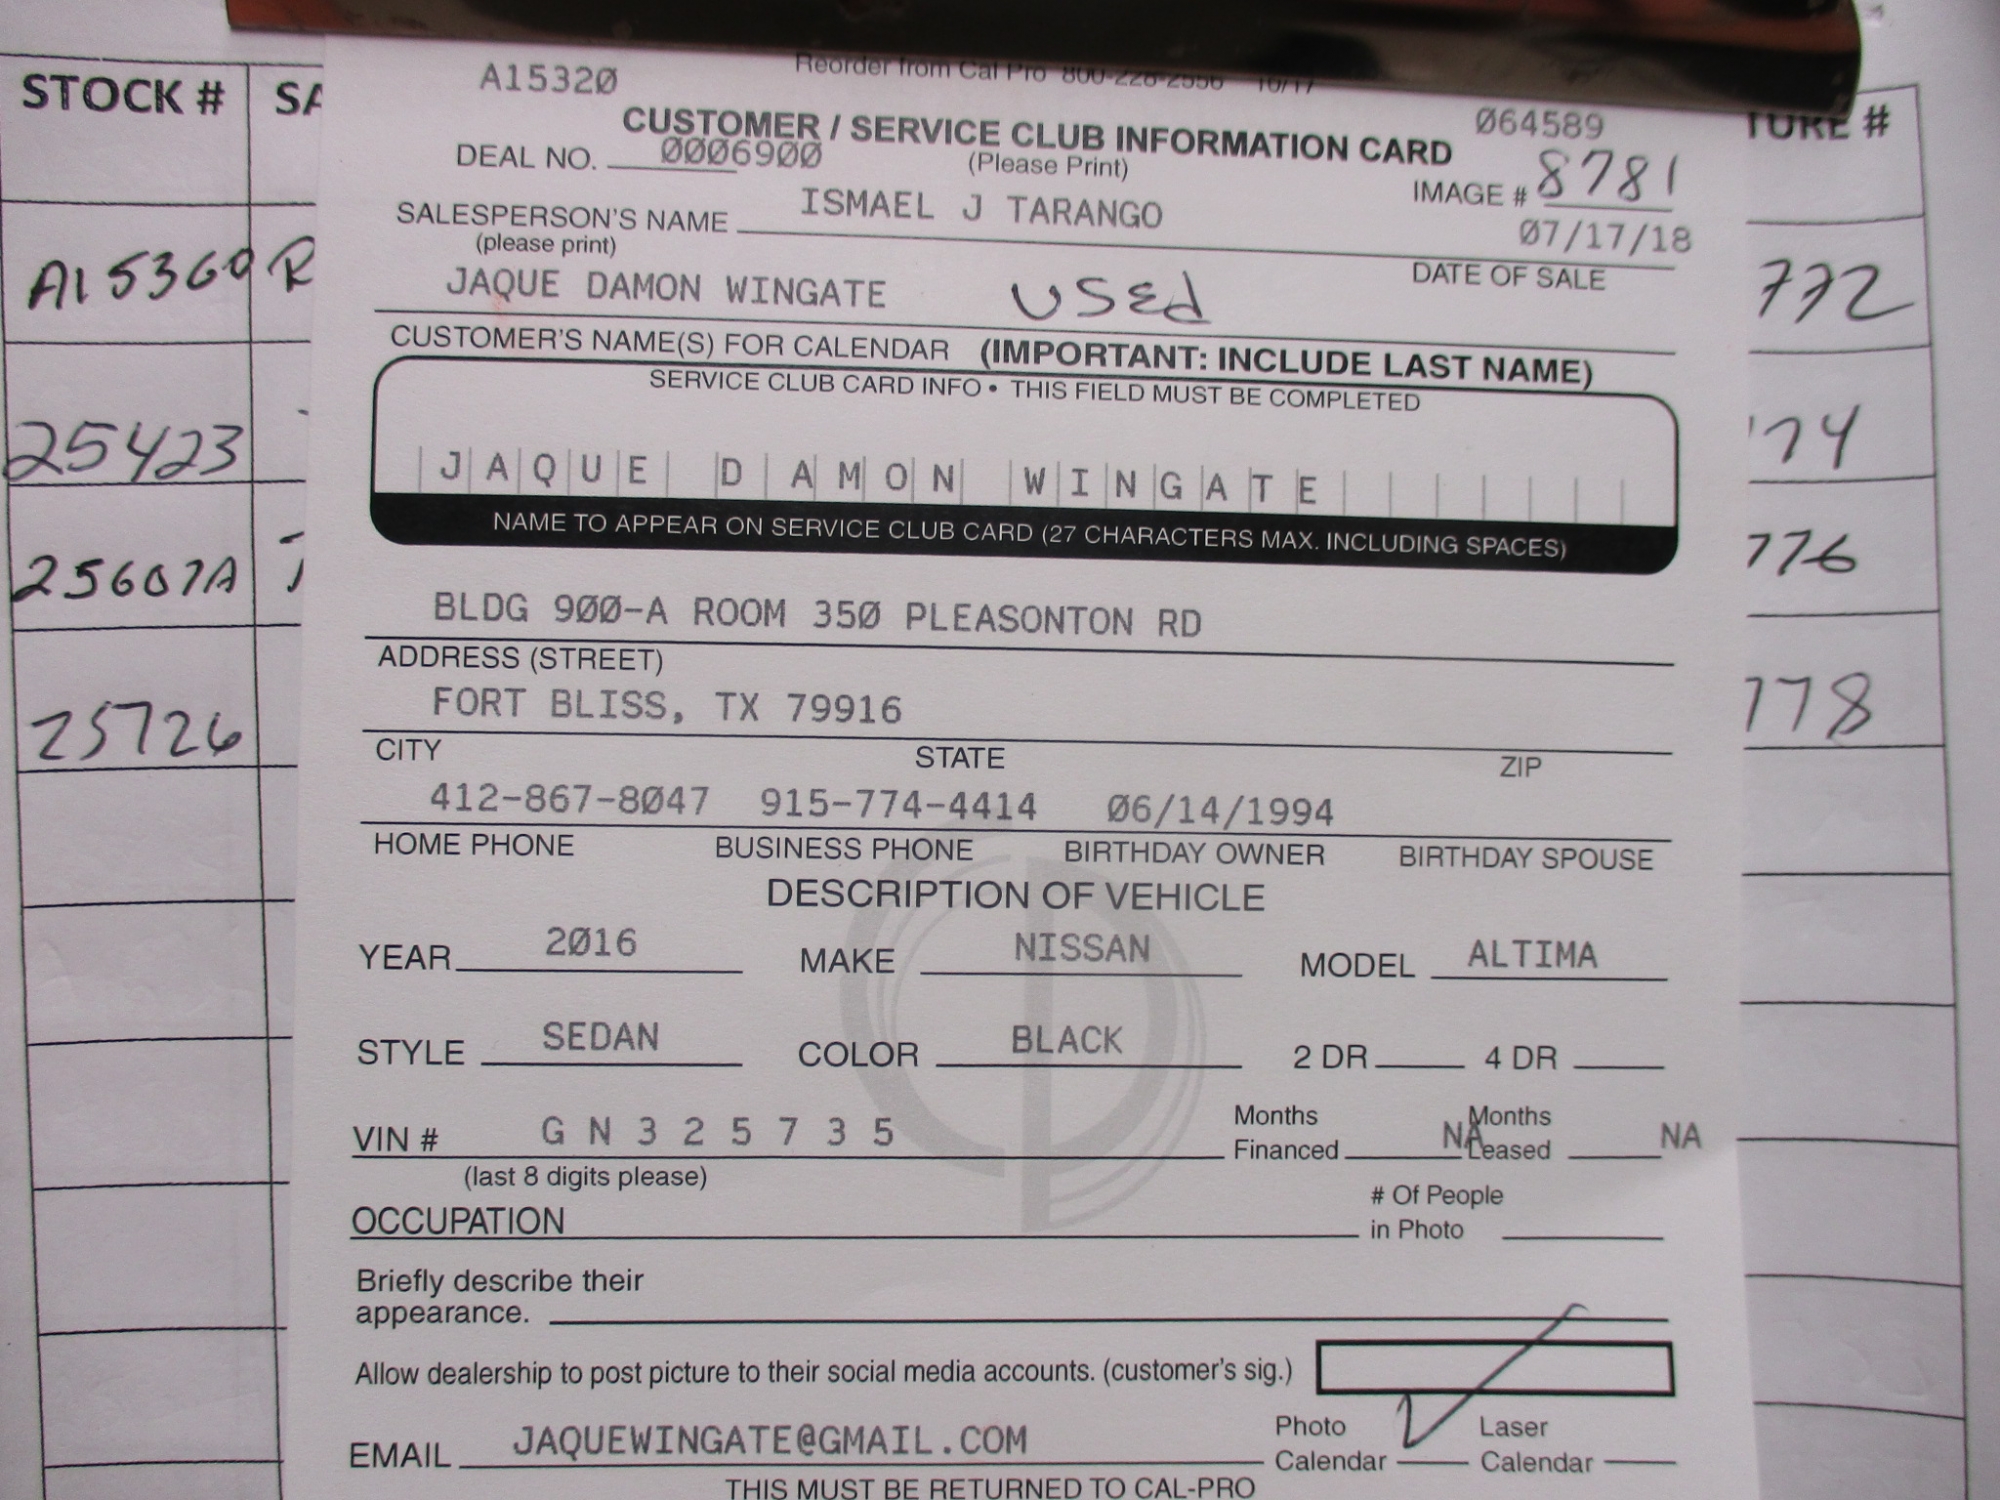 STOCK #
SA
TURE #
A15360 R
772
25423
774
25607A
776
25726
778
A15320
Reorder from Cal Pro 800-228-2556 10/17
CUSTOMER / SERVICE CLUB INFORMATION CARD
064589
DEAL NO. 0006900
(Please Print)
IMAGE # 8781
SALESPERSON'S NAME ISMAEL J TARANGO
(please print)
07/17/18
DATE OF SALE
JAQUE DAMON WINGATE USEd
CUSTOMER'S NAME(S) FOR CALENDAR (IMPORTANT: INCLUDE LAST NAME)
SERVICE CLUB CARD INFO • THIS FIELD MUST BE COMPLETED
JAQUE DAMON WINGATE
NAME TO APPEAR ON SERVICE CLUB CARD (27 CHARACTERS MAX. INCLUDING SPACES)
BLDG 900-A ROOM 350 PLEASONTON RD
ADDRESS (STREET)
FORT BLISS, TX 79916
CITY STATE ZIP
412-867-8047 915-774-4414 06/14/1994
HOME PHONE BUSINESS PHONE BIRTHDAY OWNER BIRTHDAY SPOUSE
DESCRIPTION OF VEHICLE
YEAR 2016 MAKE NISSAN MODEL ALTIMA
STYLE SEDAN COLOR BLACK 2 DR 4 DR
VIN # G N 3 2 5 7 3 5
(last 8 digits please)
Months Financed NA Months Leased NA
OCCUPATION
# Of People in Photo
Briefly describe their
appearance.
Allow dealership to post picture to their social media accounts. (customer's sig.)
EMAIL JAQUEWINGATE@GMAIL.COM
Photo Calendar Laser Calendar
THIS MUST BE RETURNED TO CAL-PRO